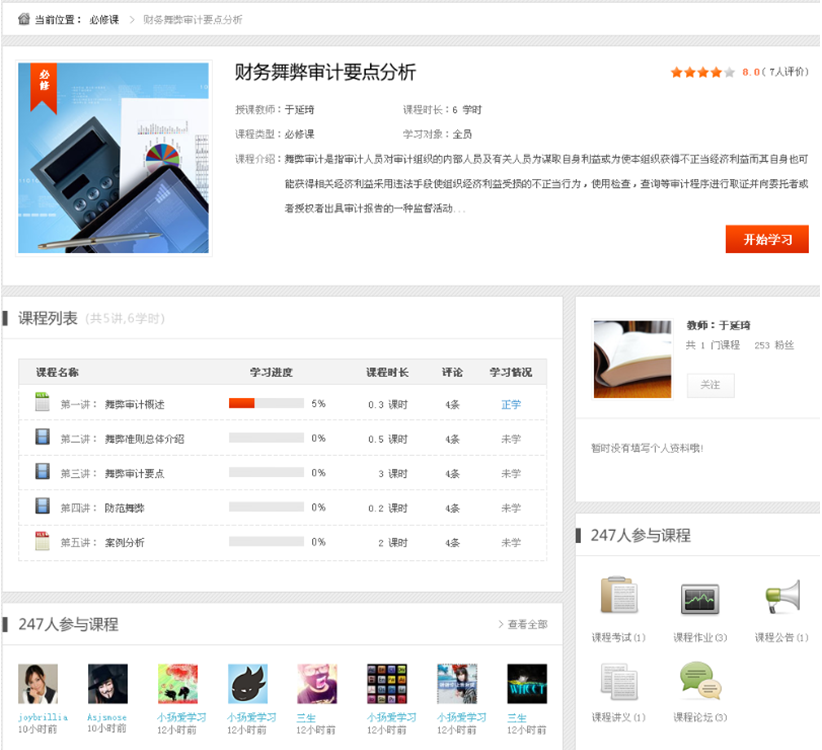 当前位置： 必修课 > 财务舞弊审计要点分析
必修
财务舞弊审计要点分析
8.0( 7人评价)
授课教师：于延琦
课程时长：6 学时
课程类型：必修课
学习对象：全员
课程介绍：舞弊审计是指审计人员对审计组织的内部人员及有关人员为谋取自身利益或为使本组织获得不正当经济利益而其自身也可
能获得相关经济利益采用违法手段使组织经济利益受损的不正当行为，使用检查，查询等审计程序进行取证并向委托者或
者授权者出具审计报告的一种监督活动...
开始学习
课程列表 (共5讲,6学时)
课程名称 学习进度 课程时长 评论 学习情况
第一讲： 舞弊审计概述 5% 0.3 课时 4条 正学
第二讲： 舞弊准则总体介绍 0% 0.5 课时 4条 未学
第三讲： 舞弊审计要点 0% 3 课时 4条 未学
第四讲： 防范舞弊 0% 0.2 课时 4条 未学
第五讲： 案例分析 0% 2 课时 4条 未学
教师：于延琦
共 1 门课程 253 粉丝
关注
暂时没有填写个人资料哦!
247人参与课程
课程考试(1) 课程作业(3) 课程公告(1)
课程讲义(1) 课程论坛(3)
247人参与课程
> 查看全部
joybrillia Asjsnose 小扬爱学习 小扬爱学习 三生 小扬爱学习 小扬爱学习 三生
10小时前 10小时前 12小时前 12小时前 12小时前 12小时前 12小时前 12小时前